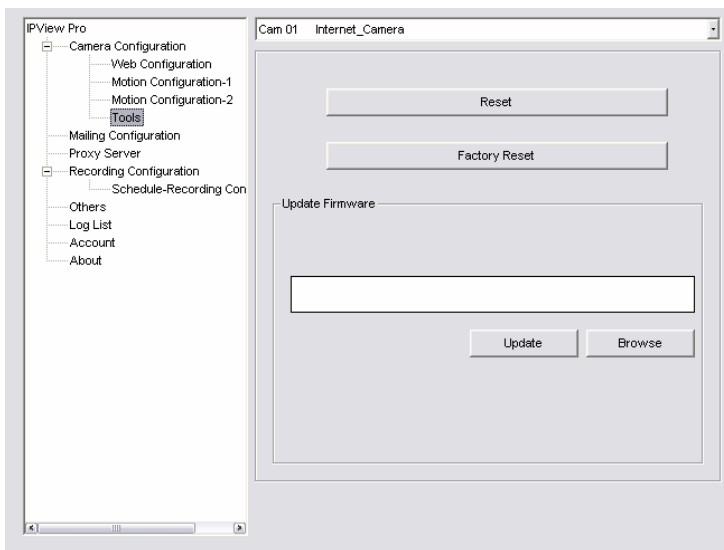 IPView Pro
Camera Configuration
Web Configuration
Motion Configuration-1
Motion Configuration-2
Tools
Mailing Configuration
Proxy Server
Recording Configuration
Schedule-Recording Con
Others
Log List
Account
About
Cam 01 Internet_Camera
Reset
Factory Reset
Update Firmware
Update Browse